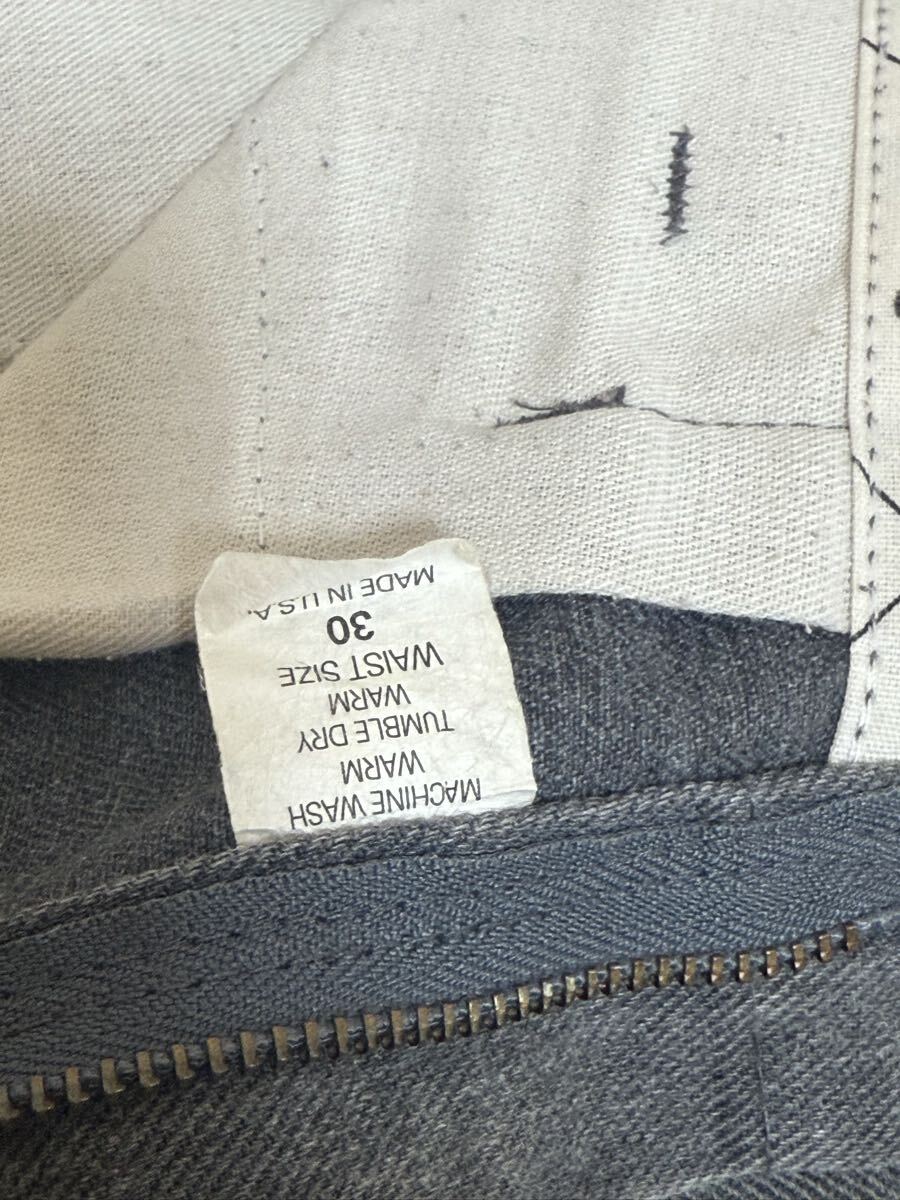 MACHINE WASH
WARM
TUMBLE DRY
WARM
WAIST SIZE
30
MADE IN U.S.A.